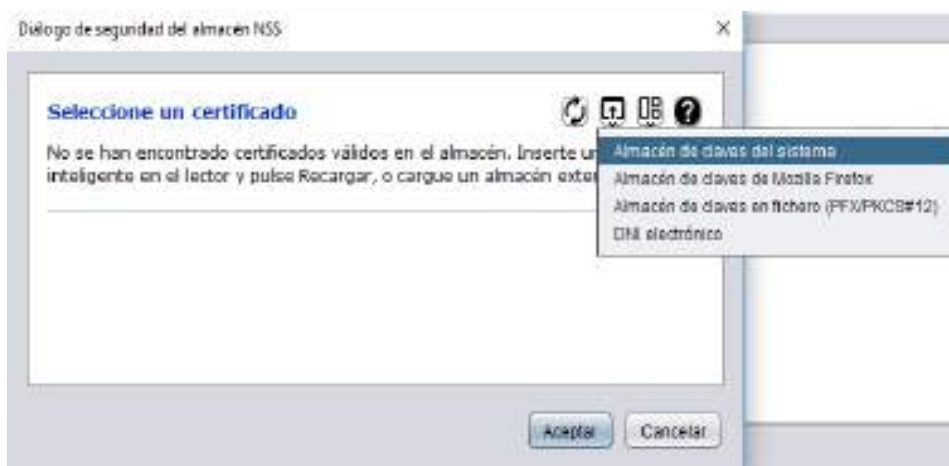 Diálogo de seguridad del almacén NSS
Seleccione un certificado
No se han encontrado certificados válidos en el almacén. Inserte un
inteligente en el lector y pulse Recargar, o cargue un almacén exter
Almacén de claves del sistema
Almacén de claves de Mozilla Firefox
Almacén de claves en fichero (PFX/PKCS#12)
DNI electrónico
Aceptar
Cancelar